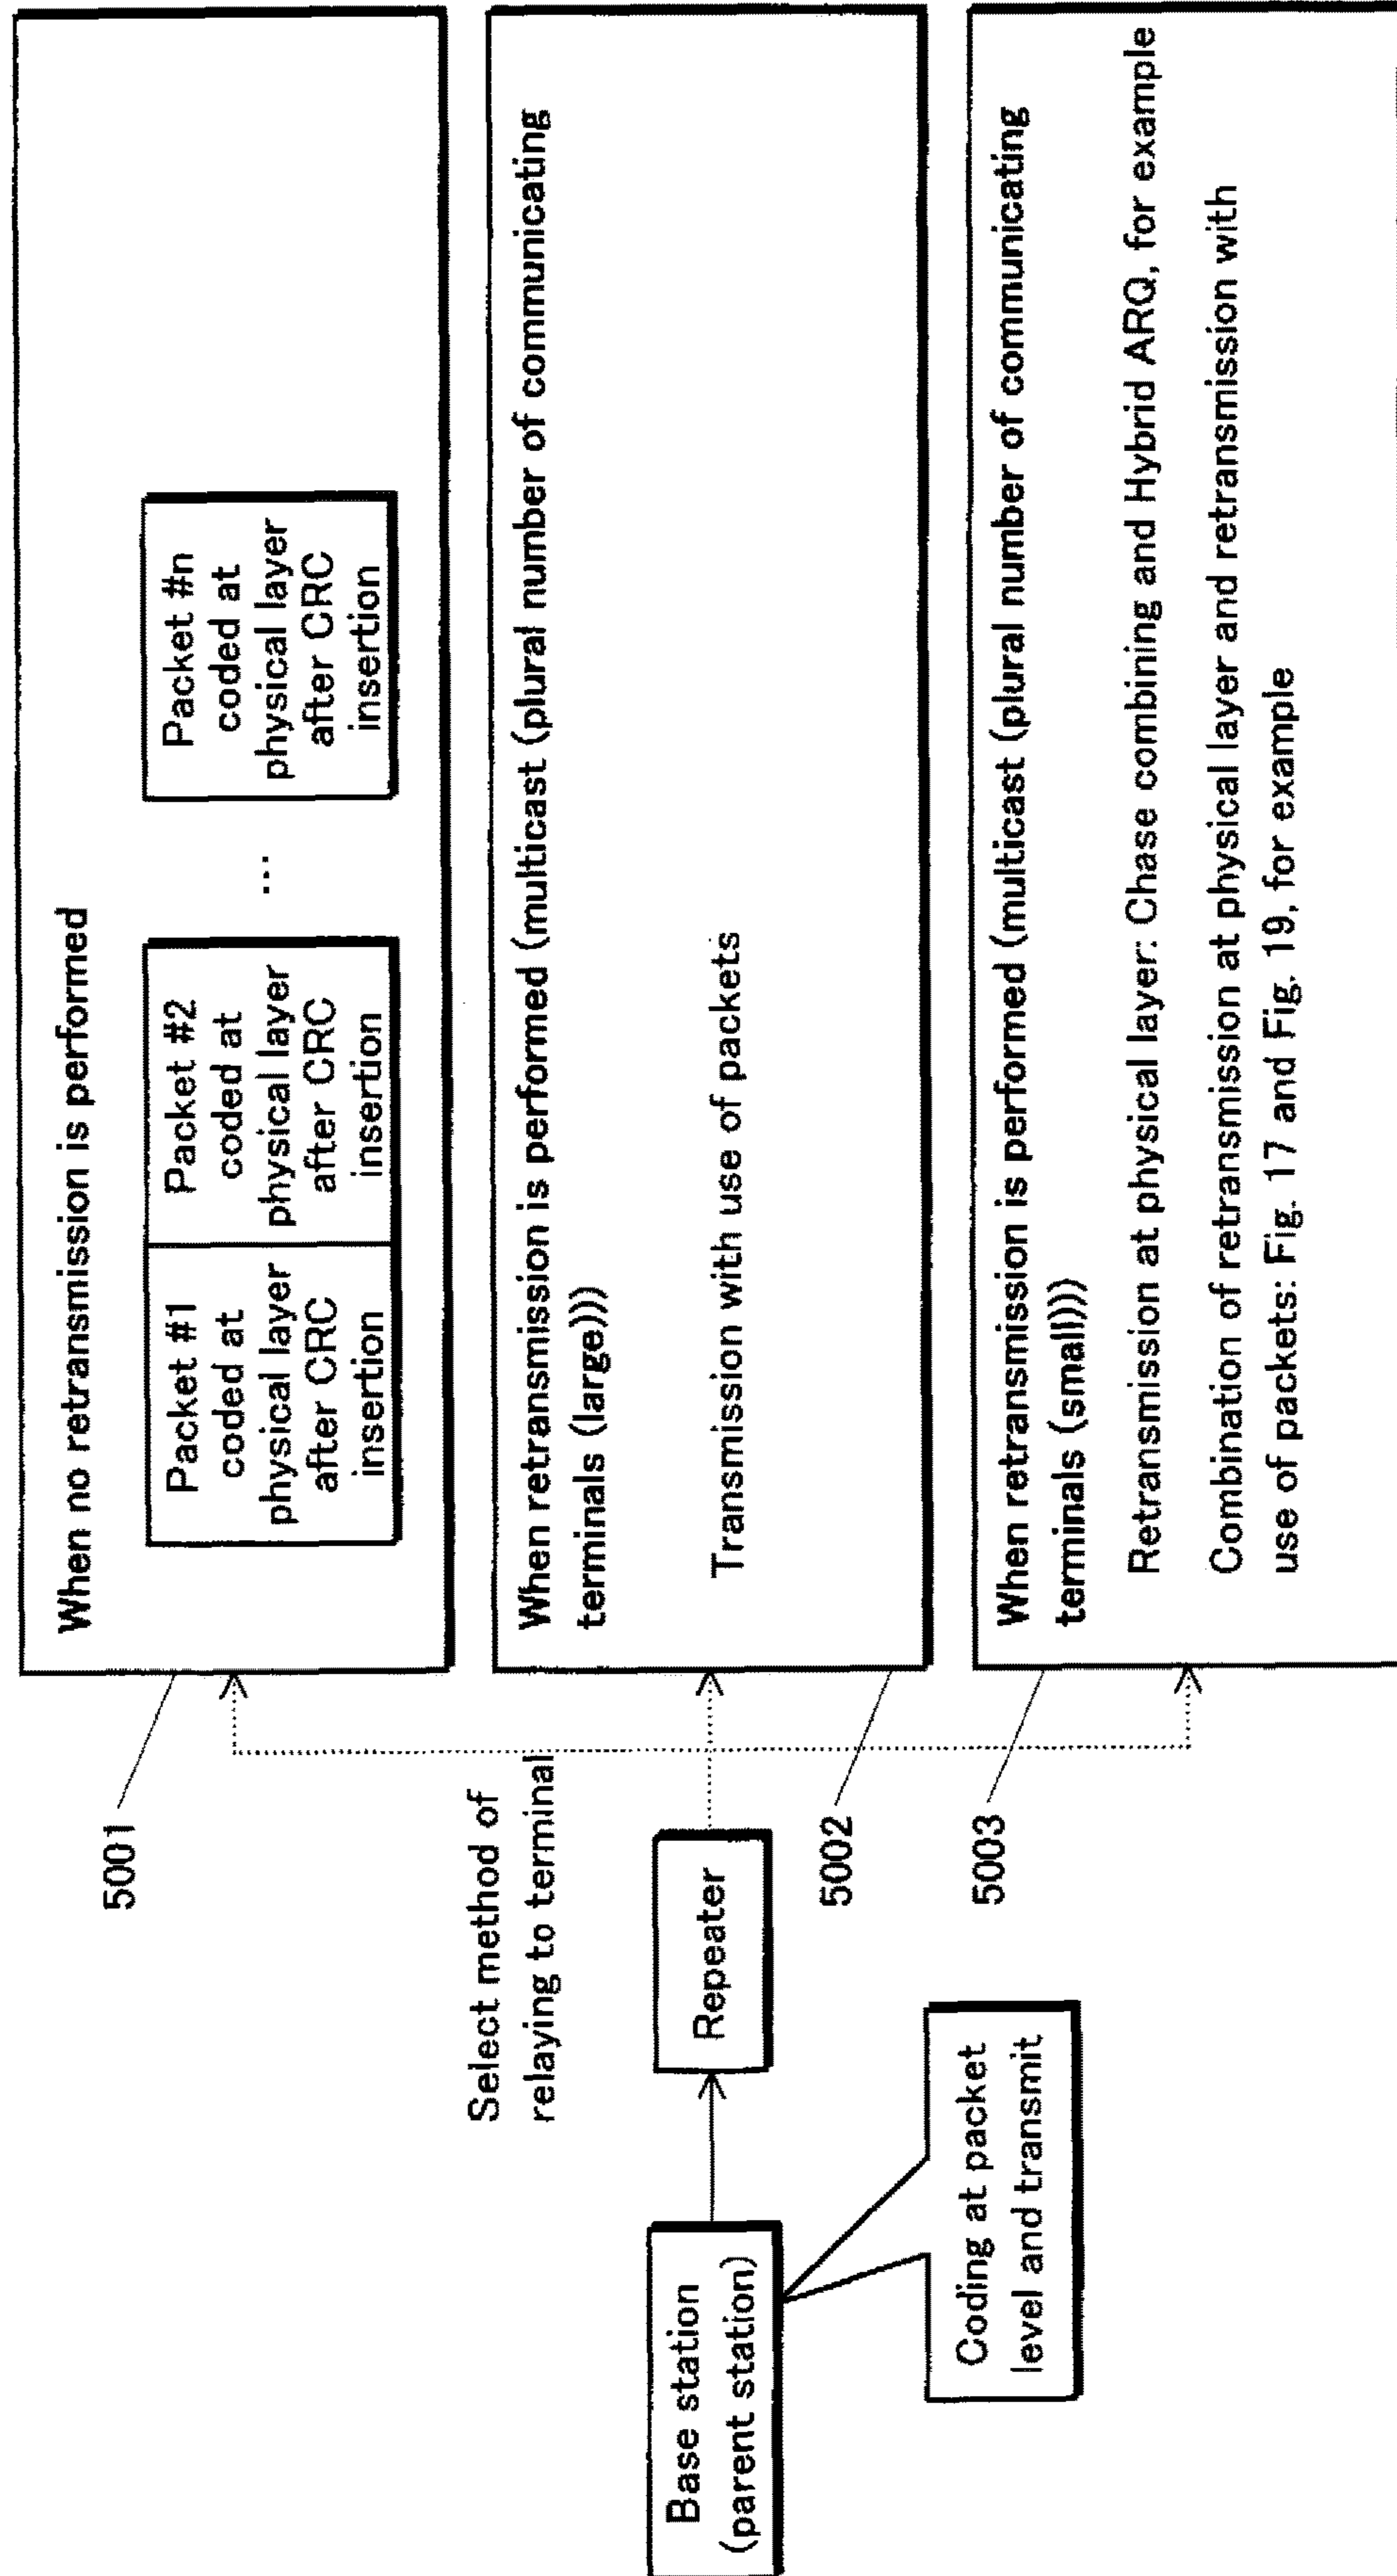 Base station
(parent station)
Coding at packet
level and transmit
Repeater
Select method of
relaying to terminal
5001
When no retransmission is performed
Packet #1
coded at
physical layer
after CRC
insertion
Packet #2
coded at
physical layer
after CRC
insertion
...
Packet #n
coded at
physical layer
after CRC
insertion
5002
When retransmission is performed (multicast (plural number of communicating
terminals (large)))
Transmission with use of packets
5003
When retransmission is performed (multicast (plural number of communicating
terminals (small)))
Retransmission at physical layer: Chase combining and Hybrid ARQ, for example
Combination of retransmission at physical layer and retransmission with
use of packets: Fig. 17 and Fig. 19, for example